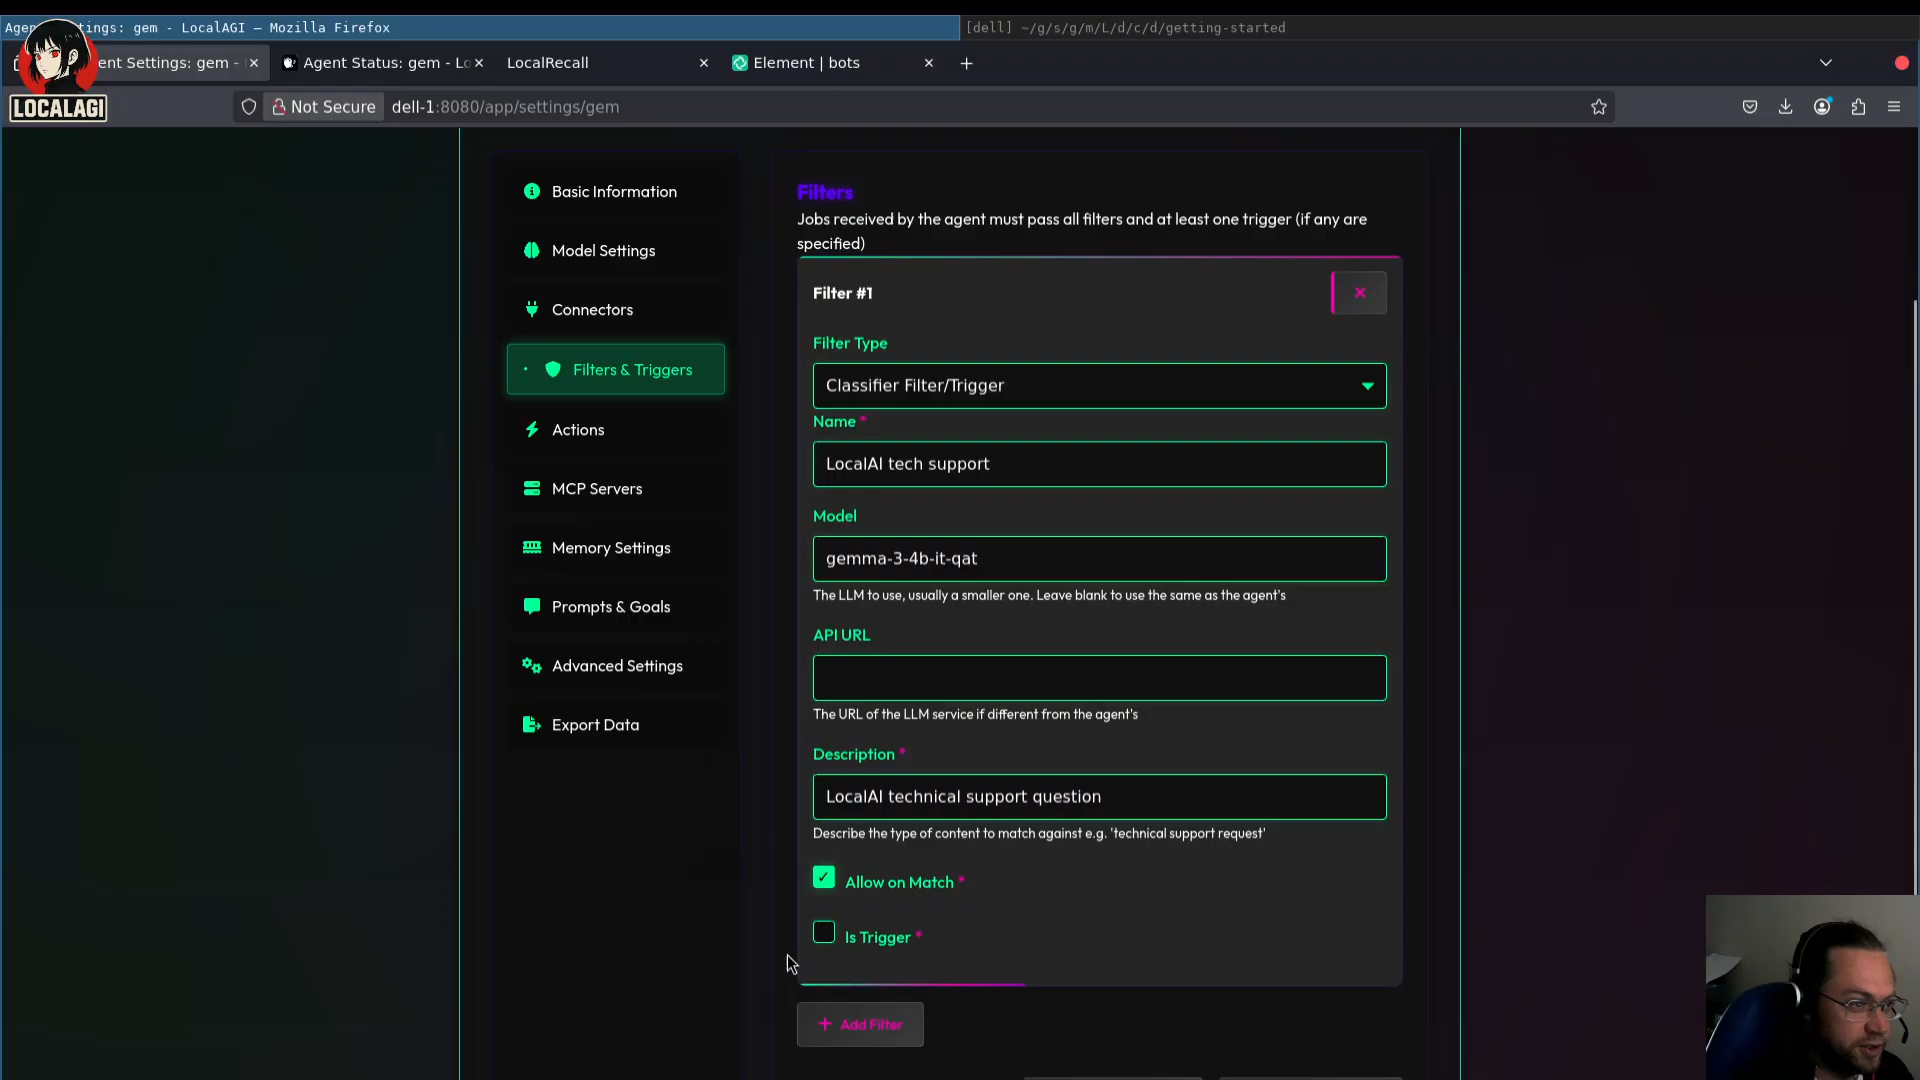 [dell] ~/g/s/g/m/L/d/c/d/getting-started
ent Settings: gem -
Agent Status: gem - Lo
LocalRecall
Element | bots
LOCALAGI
Not Secure
dell-1:8080/app/settings/gem
Basic Information
Model Settings
Connectors
Filters & Triggers
Actions
MCP Servers
Memory Settings
Prompts & Goals
Advanced Settings
Export Data
Filters
Jobs received by the agent must pass all filters and at least one trigger (if any are
specified)
Filter #1
Filter Type
Classifier Filter/Trigger
Name *
LocalAI tech support
Model
gemma-3-4b-it-qat
The LLM to use, usually a smaller one. Leave blank to use the same as the agent's
API URL
The URL of the LLM service if different from the agent's
Description *
LocalAI technical support question
Describe the type of content to match against e.g. 'technical support request'
Allow on Match *
Is Trigger *
+ Add Filter